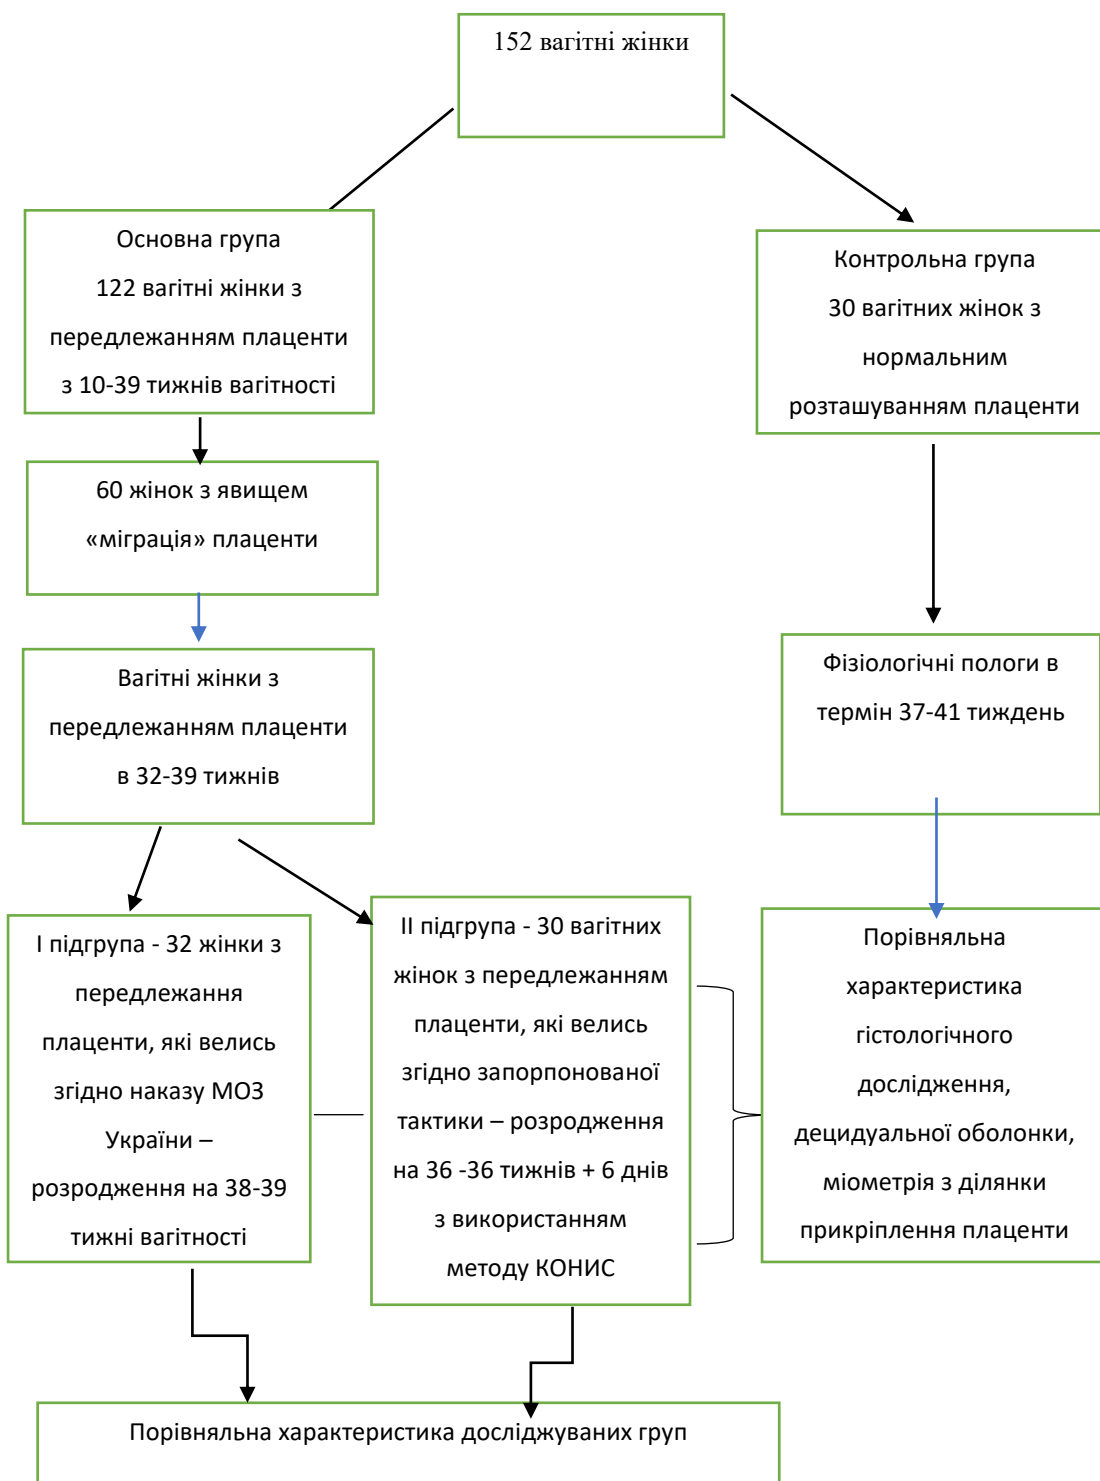 152 вагітні жінки
Основна група
122 вагітні жінки з
передлежанням плаценти
з 10-39 тижнів вагітності
Контрольна група
30 вагітних жінок з
нормальним
розташуванням плаценти
60 жінок з явищем
«міграція» плаценти
Вагітні жінки з
передлежанням плаценти
в 32-39 тижнів
Фізіологічні пологи в
термін 37-41 тиждень
І підгрупа - 32 жінки з
передлежання
плаценти, які велись
згідно наказу МОЗ
України –
розродження на 38-39
тижні вагітності
ІІ підгрупа - 30 вагітних
жінок з передлежанням
плаценти, які велись
згідно запорпонованої
тактики – розродження
на 36 -36 тижнів + 6 днів
з використанням
методу КОНИС
Порівняльна
характеристика
гістологічного
дослідження,
децидуальної оболонки,
міометрія з ділянки
прикріплення плаценти
Порівняльна характеристика досліджуваних груп